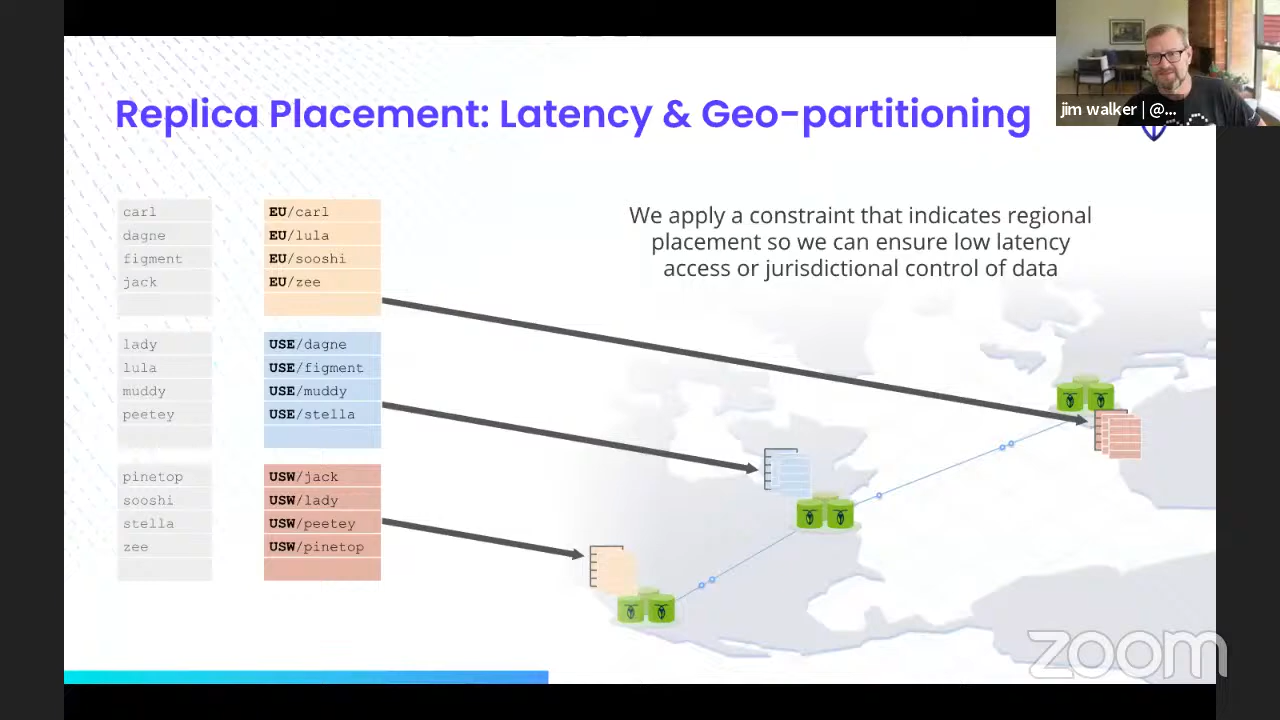 Replica Placement: Latency & Geo-partitioning
jim walker | @...
carl
dagne
figment
jack
lady
lula
muddy
peetey
pinetop
sooshi
stella
zee
EU/carl
EU/lula
EU/sooshi
EU/zee
USE/dagne
USE/figment
USE/muddy
USE/stella
USW/jack
USW/lady
USW/peetey
USW/pinetop
We apply a constraint that indicates regional
placement so we can ensure low latency
access or jurisdictional control of data
zoom